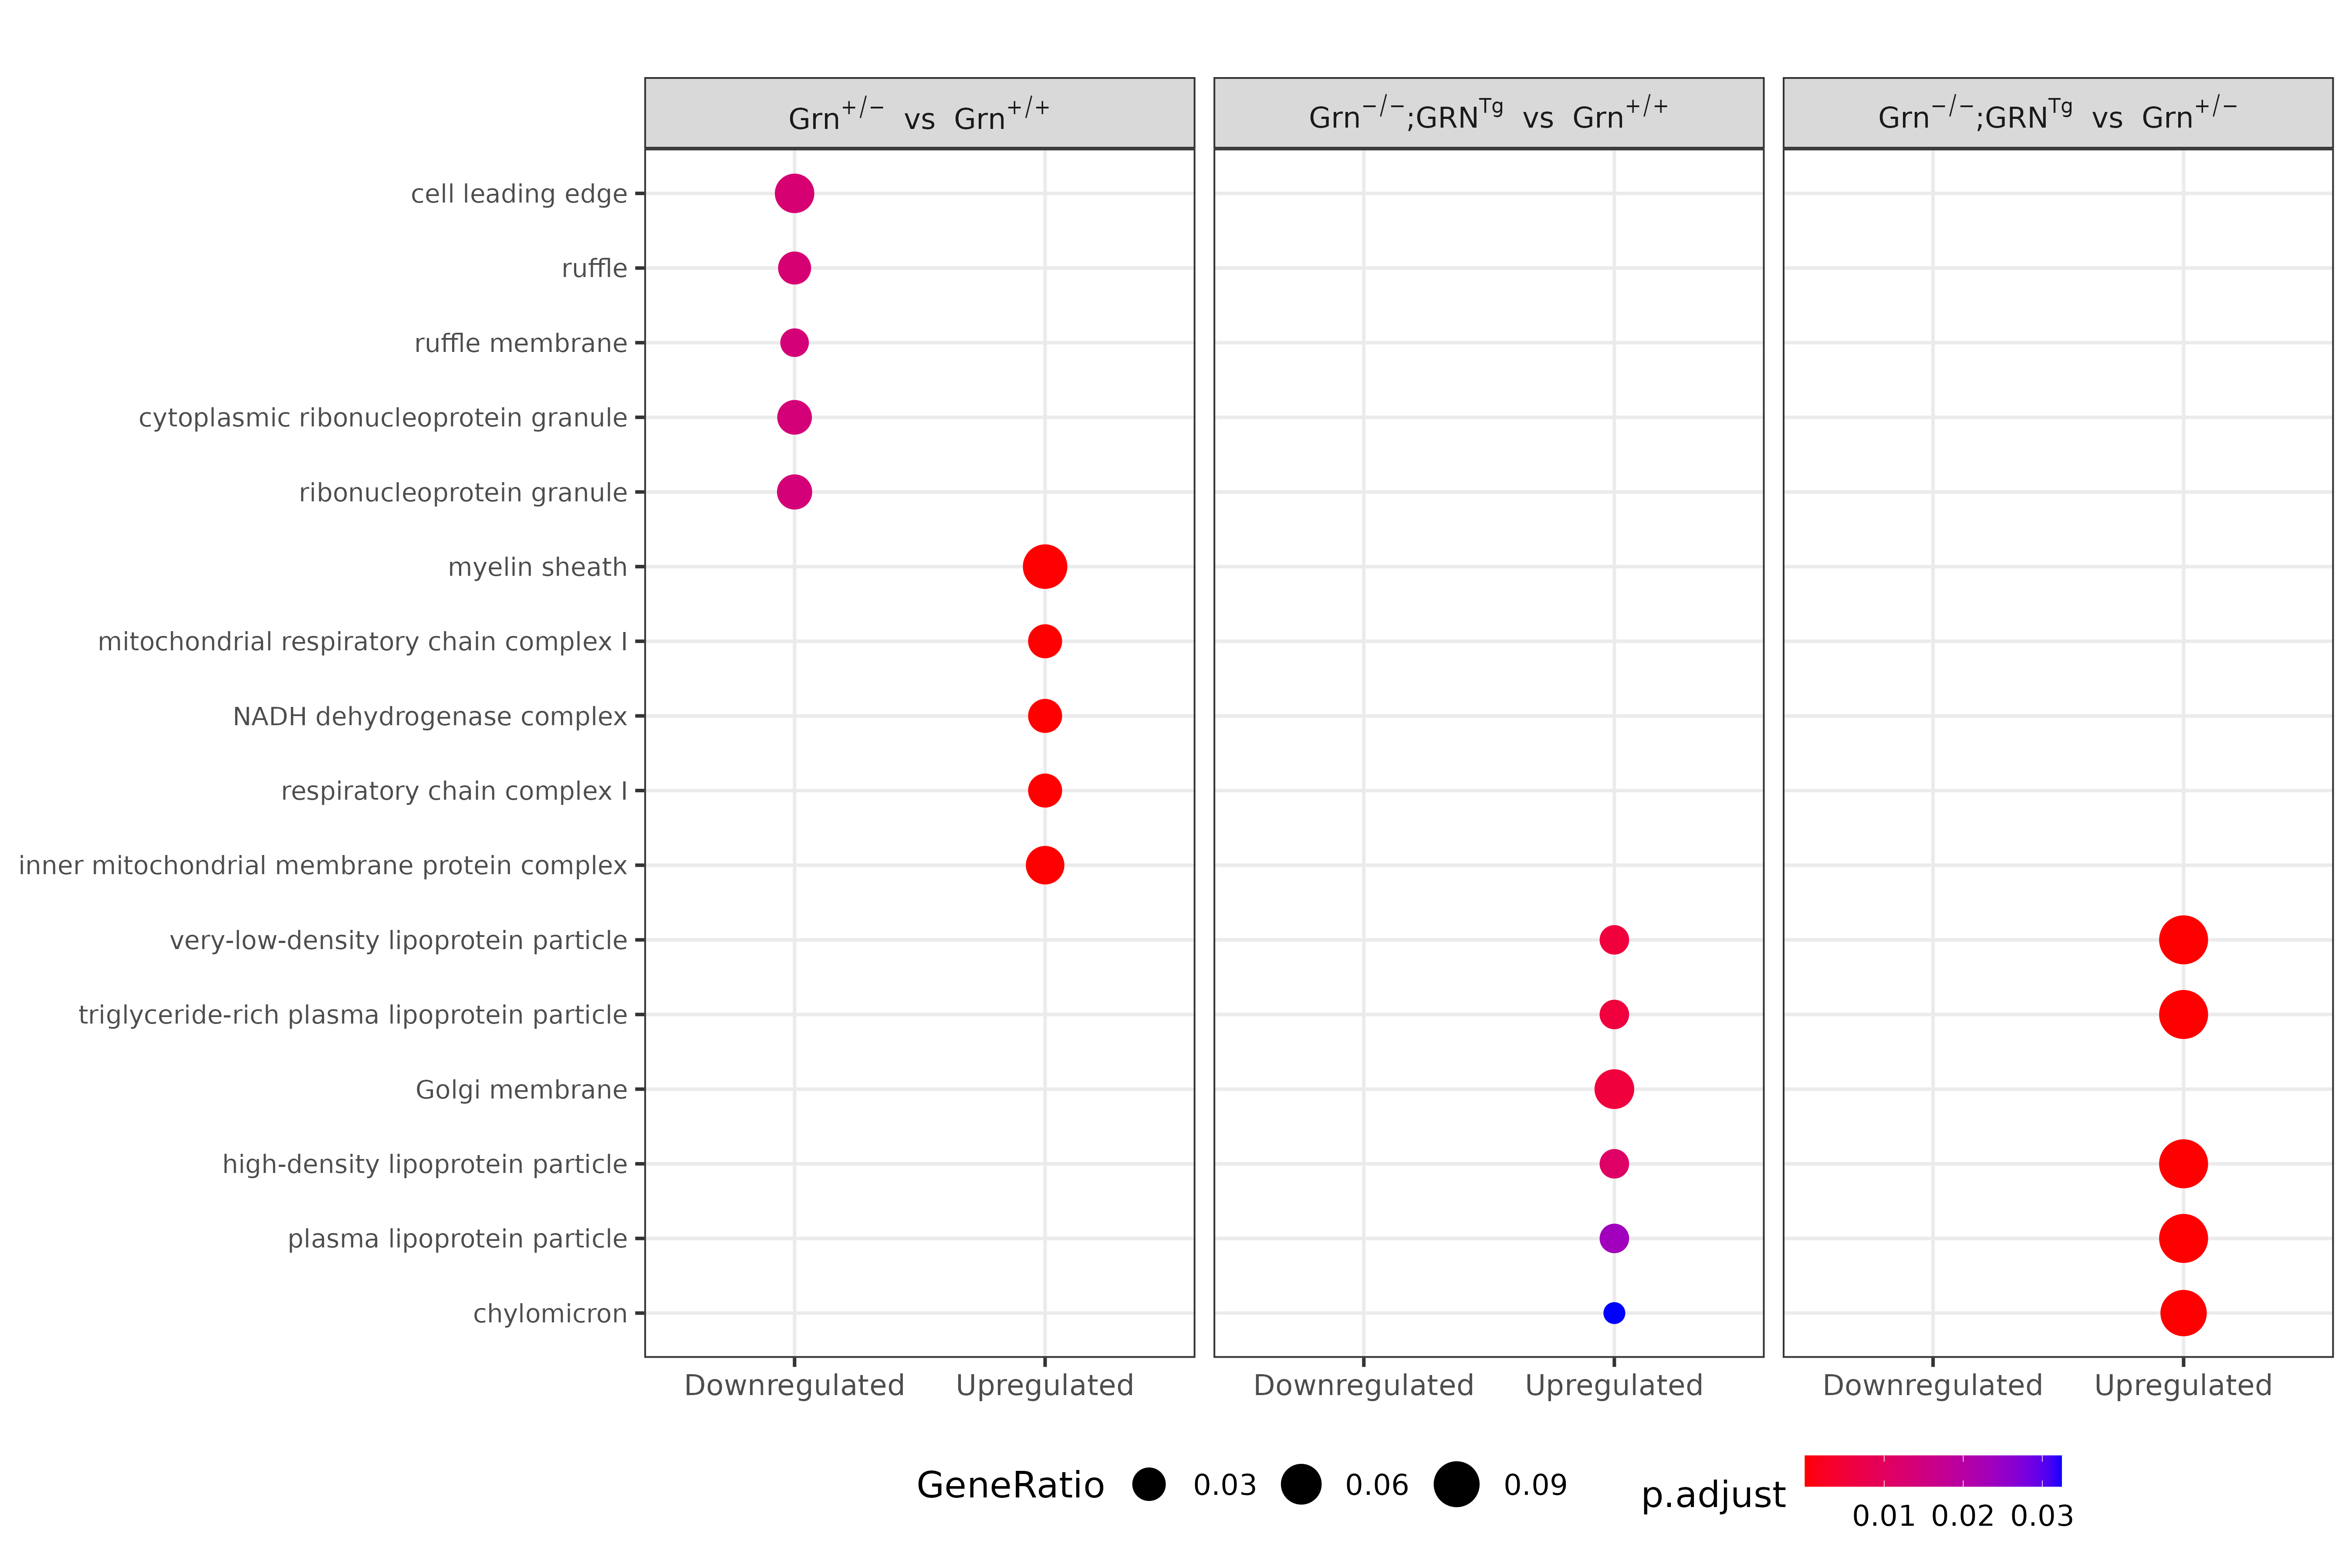 Grn+/− vs Grn+/+
Grn−/−;GRNTg vs Grn+/+
Grn−/−;GRNTg vs Grn+/−
cell leading edge
ruffle
ruffle membrane
cytoplasmic ribonucleoprotein granule
ribonucleoprotein granule
myelin sheath
mitochondrial respiratory chain complex I
NADH dehydrogenase complex
respiratory chain complex I
inner mitochondrial membrane protein complex
very-low-density lipoprotein particle
triglyceride-rich plasma lipoprotein particle
Golgi membrane
high-density lipoprotein particle
plasma lipoprotein particle
chylomicron
Downregulated Upregulated Downregulated Upregulated Downregulated Upregulated
GeneRatio 0.03 0.06 0.09
p.adjust
0.01 0.02 0.03